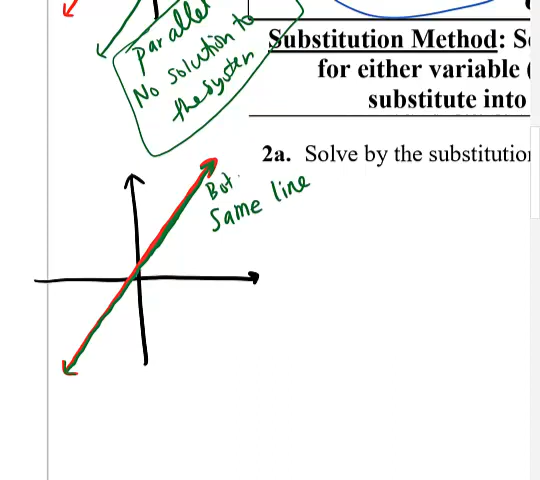 Parallel
No solution to
the system
Substitution Method: S
for either variable (
substitute into
2a. Solve by the substitution
Bot
Same line